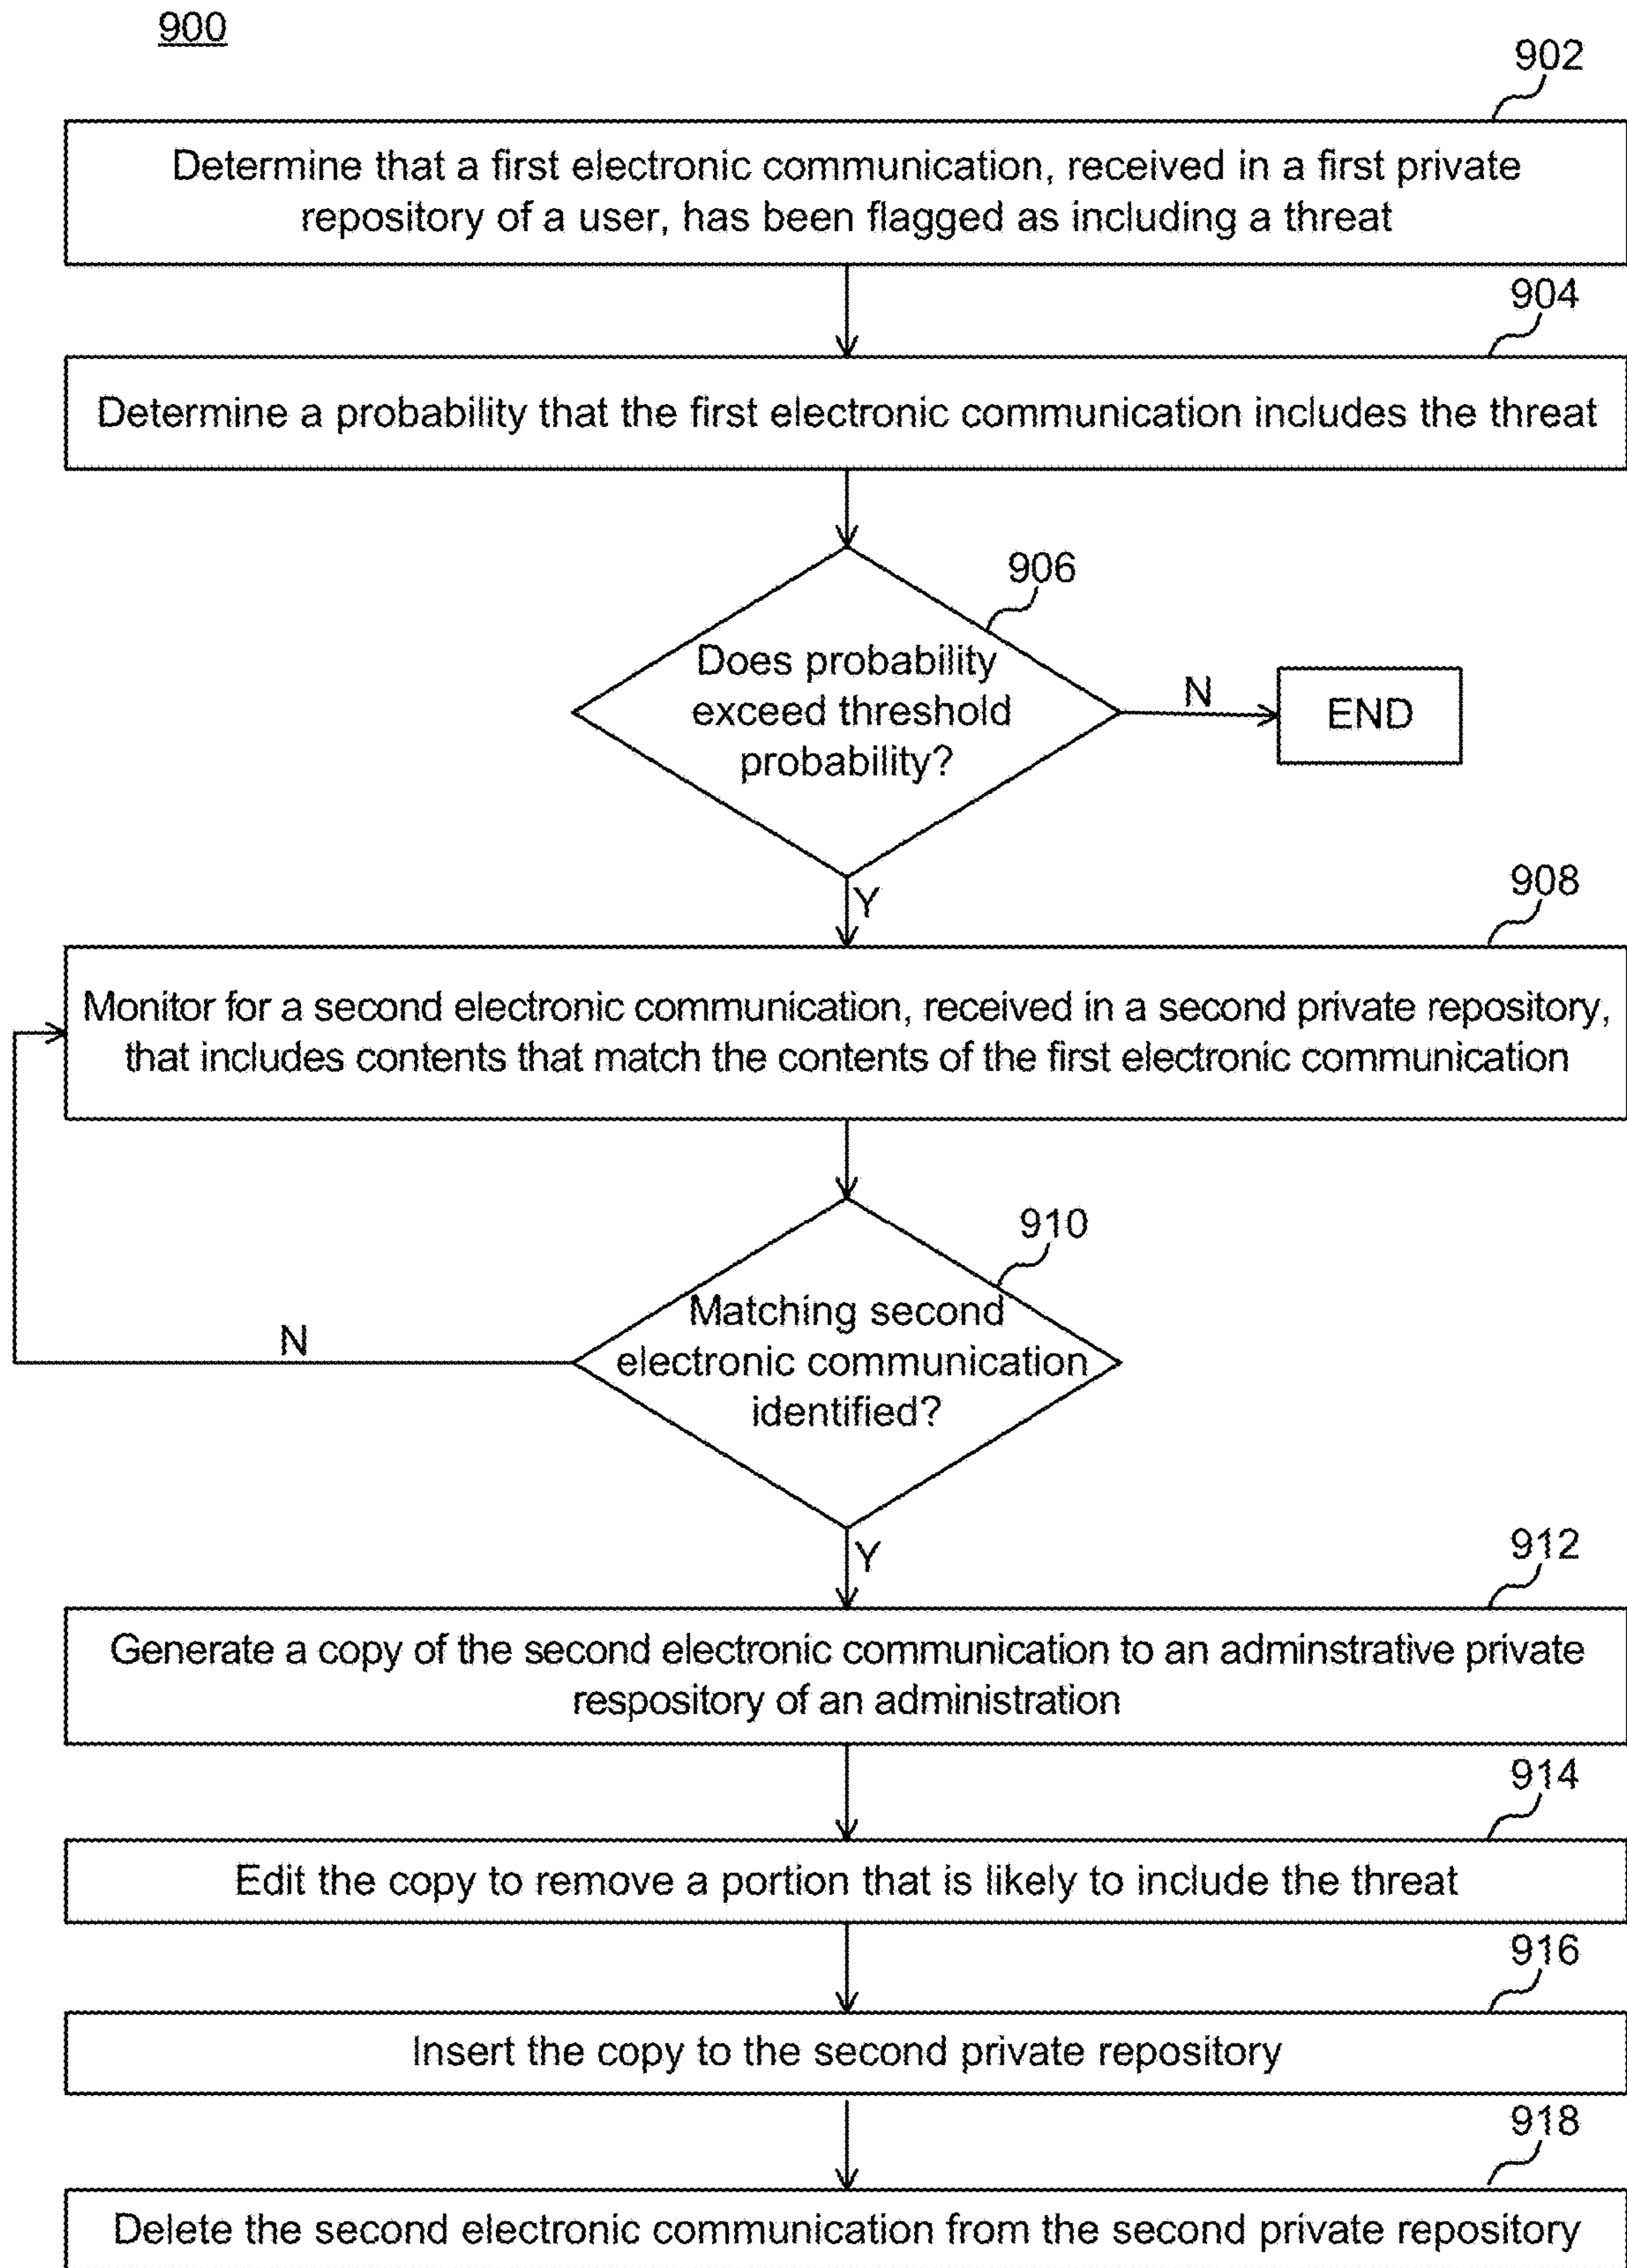 900
902
Determine that a first electronic communication, received in a first private
repository of a user, has been flagged as including a threat
904
Determine a probability that the first electronic communication includes the threat
906
Does probability
exceed threshold
probability?
N
END
Y
908
Monitor for a second electronic communication, received in a second private repository,
that includes contents that match the contents of the first electronic communication
910
Matching second
electronic communication
identified?
N
Y
912
Generate a copy of the second electronic communication to an adminstrative private
respository of an administration
914
Edit the copy to remove a portion that is likely to include the threat
916
Insert the copy to the second private repository
918
Delete the second electronic communication from the second private repository